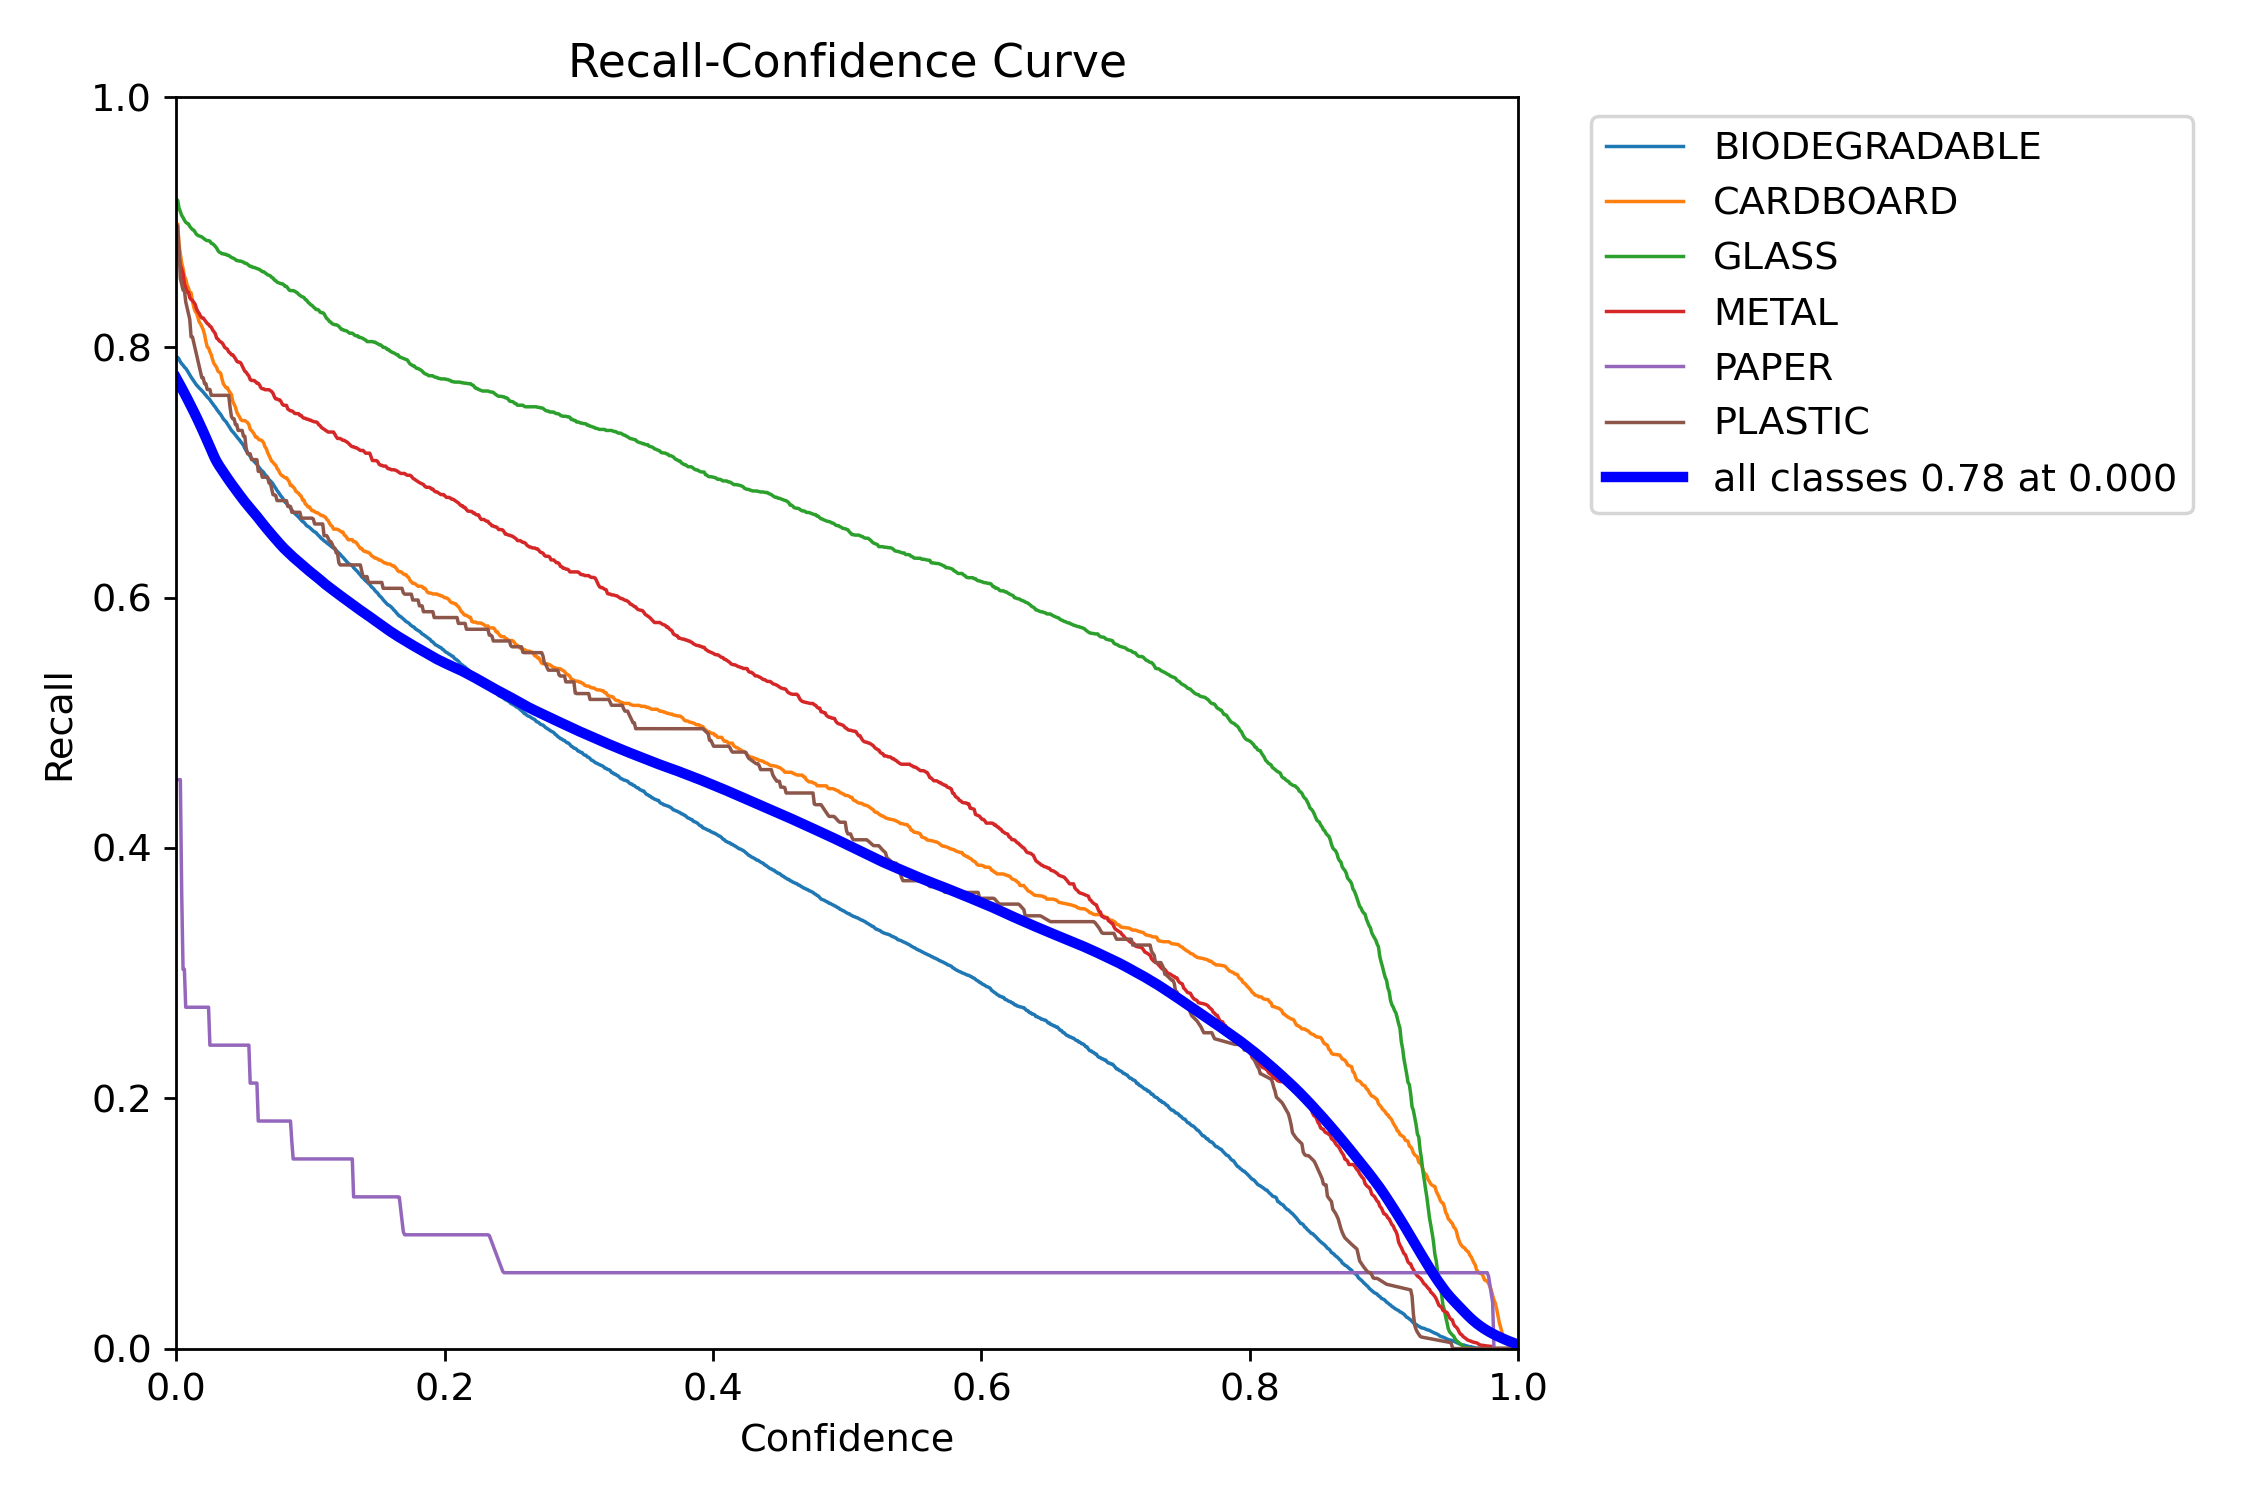 Recall-Confidence Curve
1.0
0.8
0.6
0.4
0.2
0.0
Recall
0.0 0.2 0.4 0.6 0.8 1.0
Confidence
BIODEGRADABLE
CARDBOARD
GLASS
METAL
PAPER
PLASTIC
all classes 0.78 at 0.000